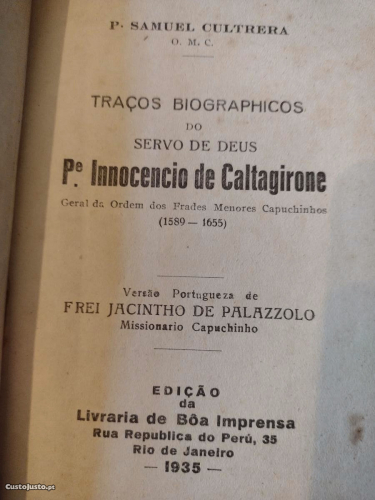 P. SAMUEL CULTRERA
O. M. C.
TRAÇOS BIOGRAPHICOS
DO
SERVO DE DEUS
Pe. Innocencio de Caltagirone
Geral da Ordem dos Frades Menores Capuchinhos
(1589 — 1655)
Versão Portugueza de
FREI JACINTHO DE PALAZZOLO
Missionario Capuchinho
EDIÇÃO
da
Livraria de Bôa Imprensa
Rua Republica do Perú, 35
Rio de Janeiro
— 1935 —
CustoJusto.pt